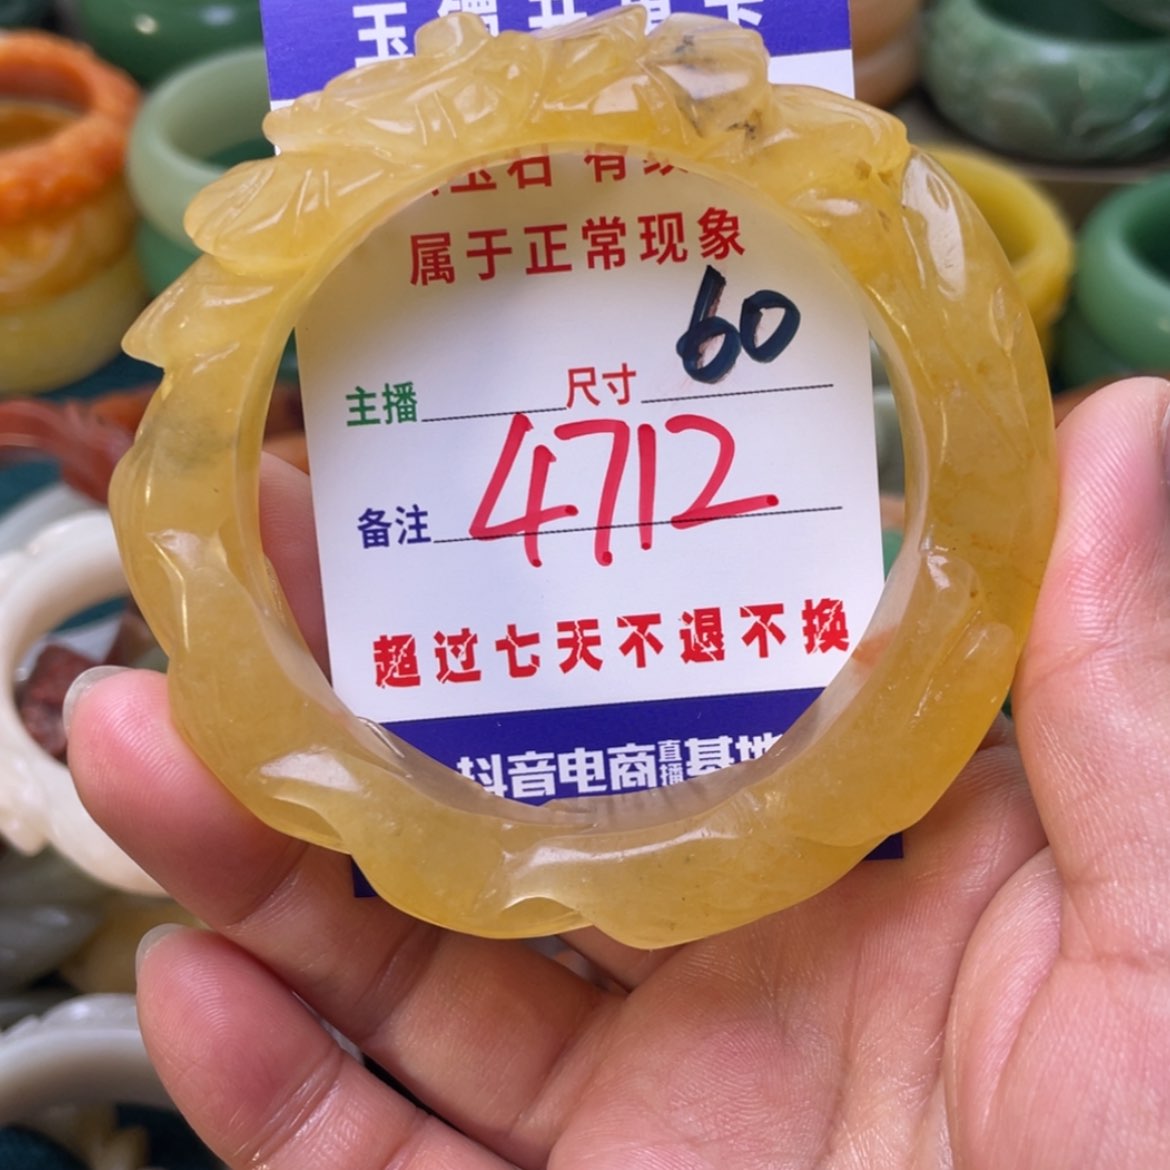 属于正常现象
60
主播 尺寸
4712
备注
超过七天不退不换
抖音电商直播基地